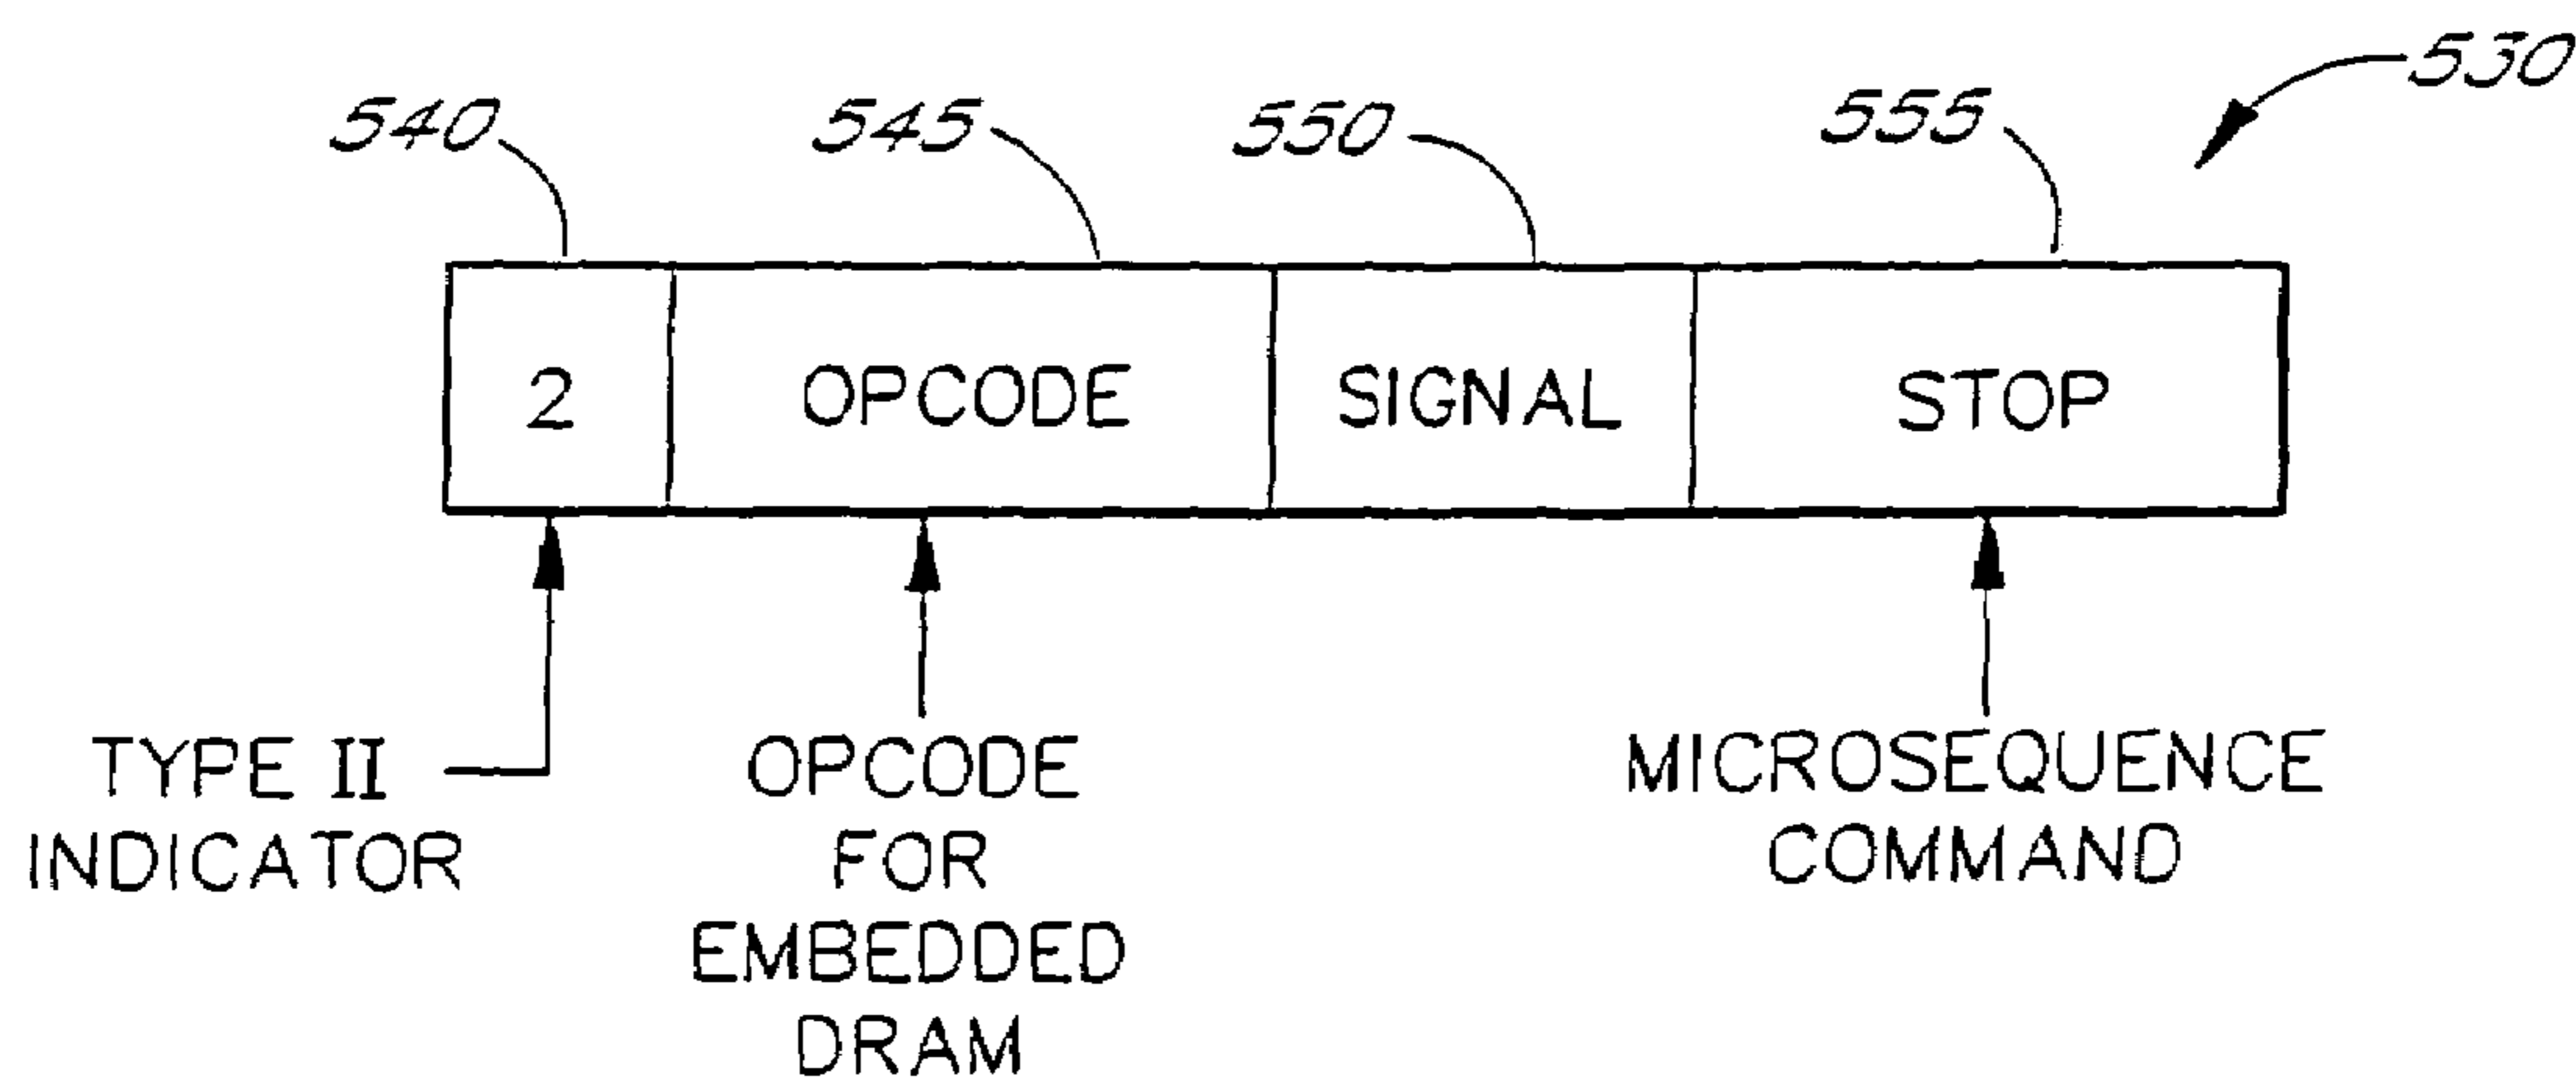 530
540 545 550 555
2 OPCODE SIGNAL STOP
TYPE II
INDICATOR
OPCODE
FOR
EMBEDDED
DRAM
MICROSEQUENCE
COMMAND